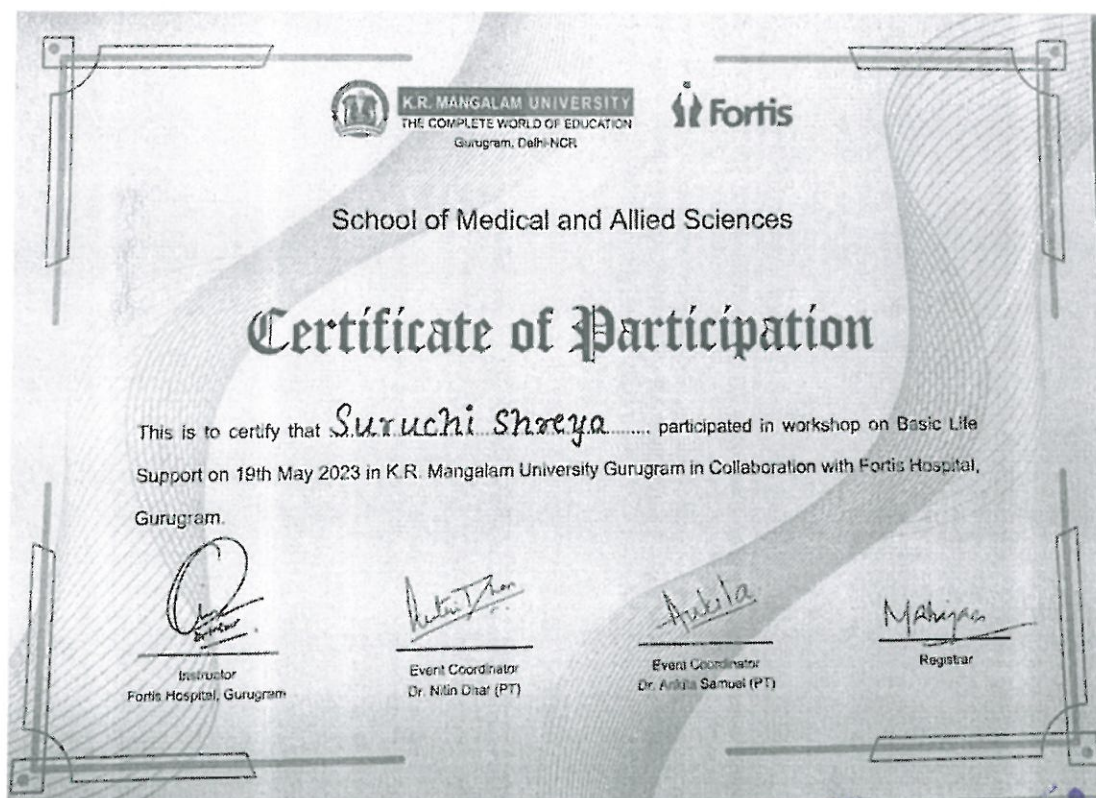 K.R. MANGALAM UNIVERSITY
THE COMPLETE WORLD OF EDUCATION
Gurugram, Delhi-NCR
Fortis
School of Medical and Allied Sciences
Certificate of Participation
This is to certify that Suruchi Shreya participated in workshop on Basic Life
Support on 19th May 2023 in K.R. Mangalam University Gurugram in Collaboration with Fortis Hospital,
Gurugram.
Ankita
Instructor
Fortis Hospital, Gurugram
Event Coordinator
Dr. Nitin Dhar (PT)
Event Coordinator
Dr. Ankita Samuel (PT)
Registrar